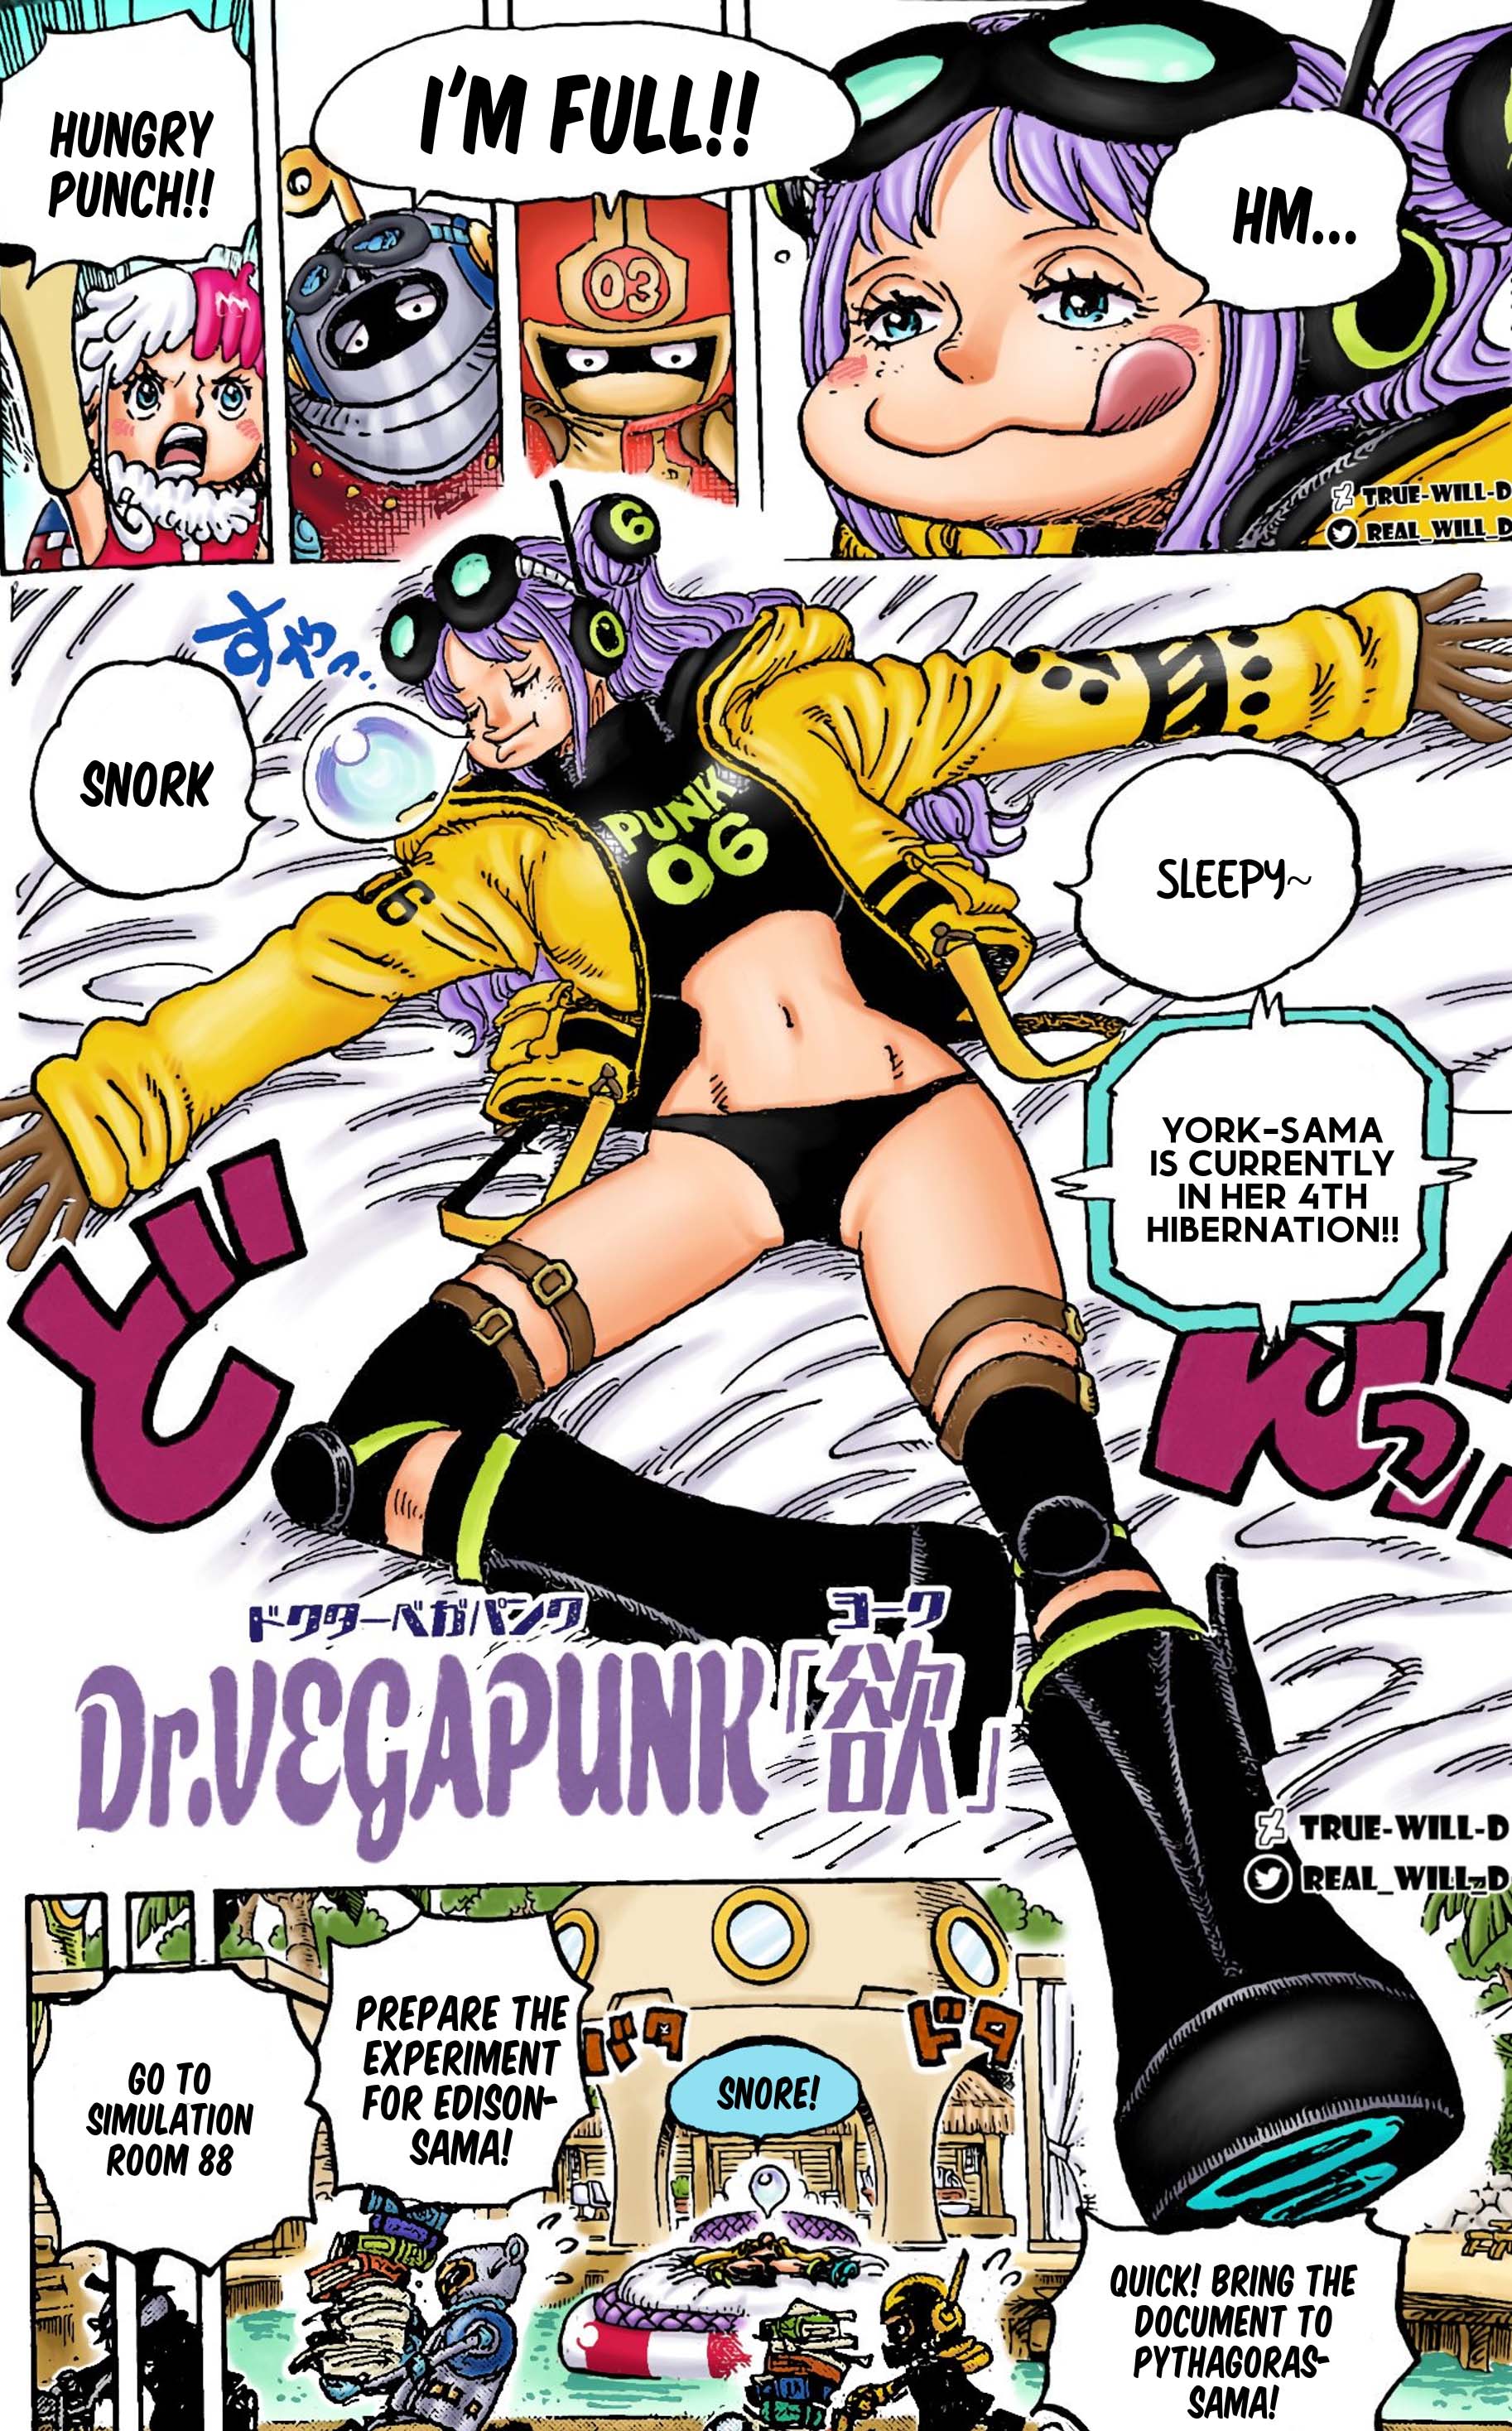 HUNGRY
PUNCH!!
I'M FULL!!
HM...
03
TRUE-WILL-D
REAL_WILL_D
6
すやっ...
SNORK
PUNK
06
SLEEPY~
YORK-SAMA
IS CURRENTLY
IN HER 4TH
HIBERNATION!!
ど
んっ
ドクターベガパンク
ヨーク
Dr.VEGAPUNK「欲」
TRUE-WILL-D
REAL_WILL_D
GO TO
SIMULATION
ROOM 88
PREPARE THE
EXPERIMENT
FOR EDISON-
SAMA!
バタ
ドタ
SNORE!
QUICK! BRING THE
DOCUMENT TO
PYTHAGORAS-
SAMA!